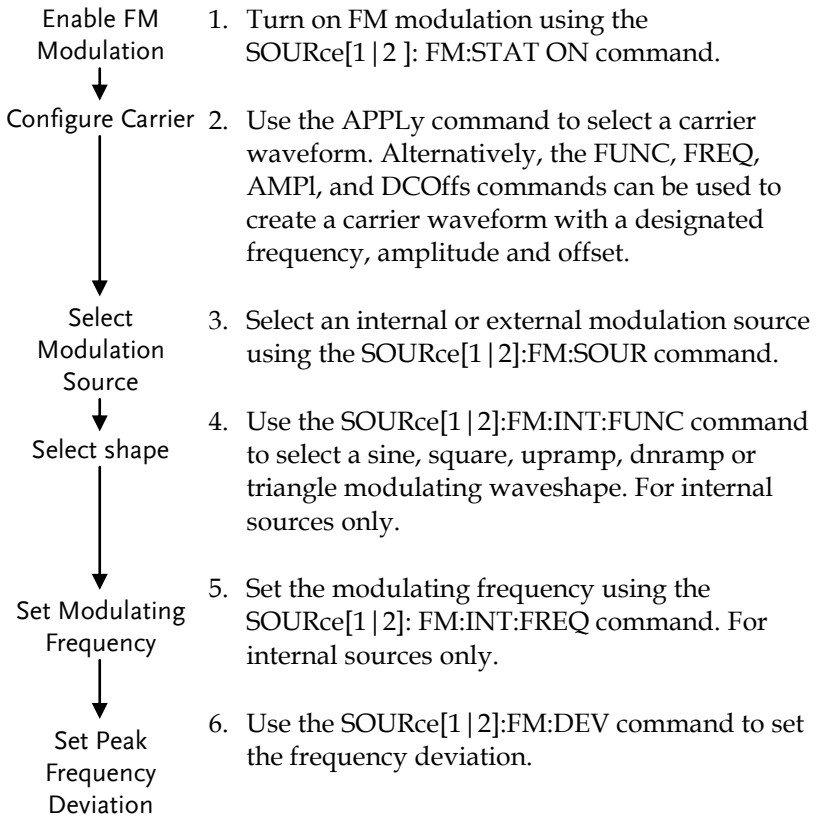 Enable FM
Modulation
1. Turn on FM modulation using the
SOURce[1|2 ]: FM:STAT ON command.
Configure Carrier
2. Use the APPLy command to select a carrier
waveform. Alternatively, the FUNC, FREQ,
AMPl, and DCOffs commands can be used to
create a carrier waveform with a designated
frequency, amplitude and offset.
Select
Modulation
Source
3. Select an internal or external modulation source
using the SOURce[1|2]:FM:SOUR command.
Select shape
4. Use the SOURce[1|2]:FM:INT:FUNC command
to select a sine, square, upramp, dnramp or
triangle modulating waveshape. For internal
sources only.
Set Modulating
Frequency
5. Set the modulating frequency using the
SOURce[1|2]: FM:INT:FREQ command. For
internal sources only.
Set Peak
Frequency
Deviation
6. Use the SOURce[1|2]:FM:DEV command to set
the frequency deviation.